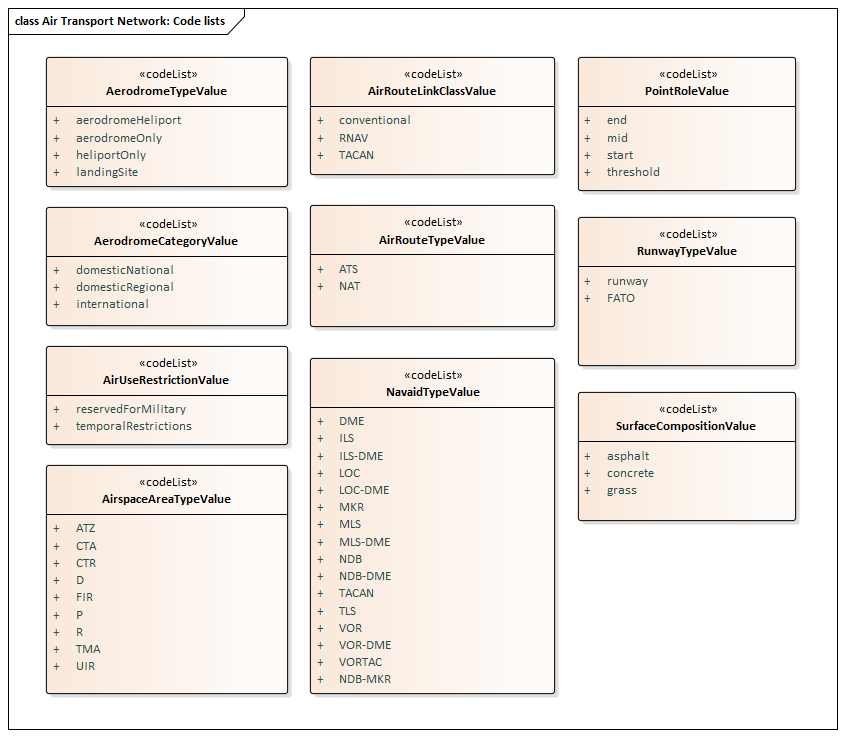 class Air Transport Network: Code lists
«codeList»
AerodromeTypeValue
+ aerodromeHeliport
+ aerodromeOnly
+ heliportOnly
+ landingSite
«codeList»
AerodromeCategoryValue
+ domesticNational
+ domesticRegional
+ international
«codeList»
AirUseRestrictionValue
+ reservedForMilitary
+ temporalRestrictions
«codeList»
AirspaceAreaTypeValue
+ ATZ
+ CTA
+ CTR
+ D
+ FIR
+ P
+ R
+ TMA
+ UIR
«codeList»
AirRouteLinkClassValue
+ conventional
+ RNAV
+ TACAN
«codeList»
AirRouteTypeValue
+ ATS
+ NAT
«codeList»
NavaidTypeValue
+ DME
+ ILS
+ ILS-DME
+ LOC
+ LOC-DME
+ MKR
+ MLS
+ MLS-DME
+ NDB
+ NDB-DME
+ TACAN
+ TLS
+ VOR
+ VOR-DME
+ VORTAC
+ NDB-MKR
«codeList»
PointRoleValue
+ end
+ mid
+ start
+ threshold
«codeList»
RunwayTypeValue
+ runway
+ FATO
«codeList»
SurfaceCompositionValue
+ asphalt
+ concrete
+ grass